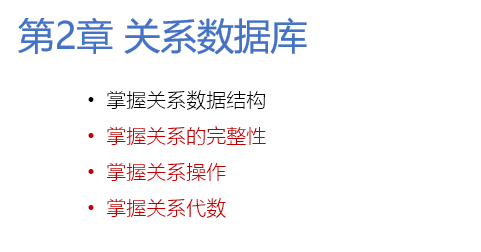 第2章 关系数据库
• 掌握关系数据结构
• 掌握关系的完整性
• 掌握关系操作
• 掌握关系代数